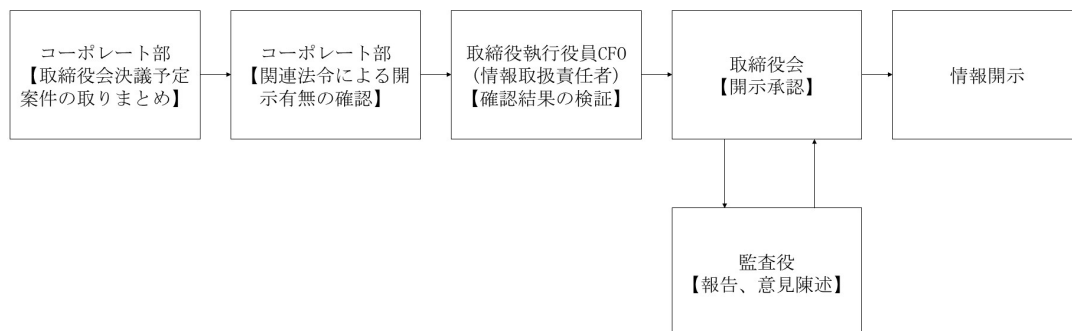 コーポレート部
【取締役会決議予定
案件の取りまとめ】
コーポレート部
【関連法令による開
示有無の確認】
取締役執行役員CFO
（情報取扱責任者）
【確認結果の検証】
取締役会
【開示承認】
情報開示
監査役
【報告、意見陳述】